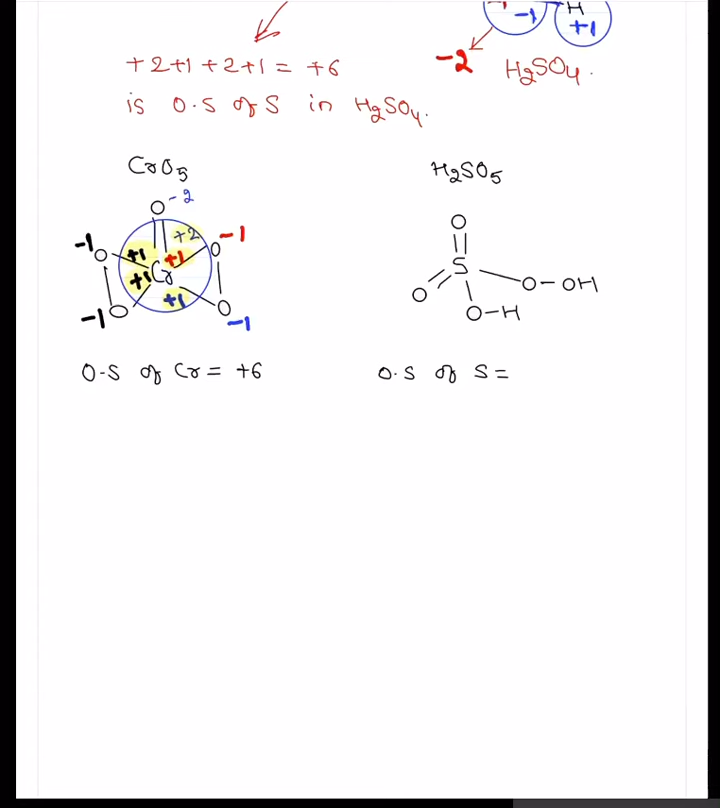 -1 H
+1
+2+1+2+1 = +6
-2 H₂SO₄.
is O.S of S in H₂SO₄.
CrO₅
H₂SO₅
O -2
O
-1 +2 -1
O +1 +1 O
Cr
S
+1
O
O-OH
-1 O +1 O
O-H
-1
O.S of Cr = +6
O.S of S =